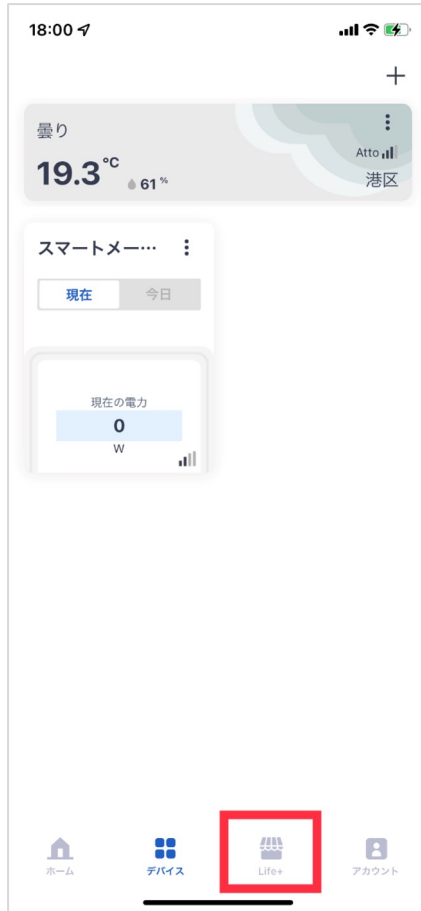 18:00
+
曇り
19.3℃ 61%
Atto
港区
スマートメー…
現在 今日
現在の電力
0
W
ホーム デバイス Life+ アカウント